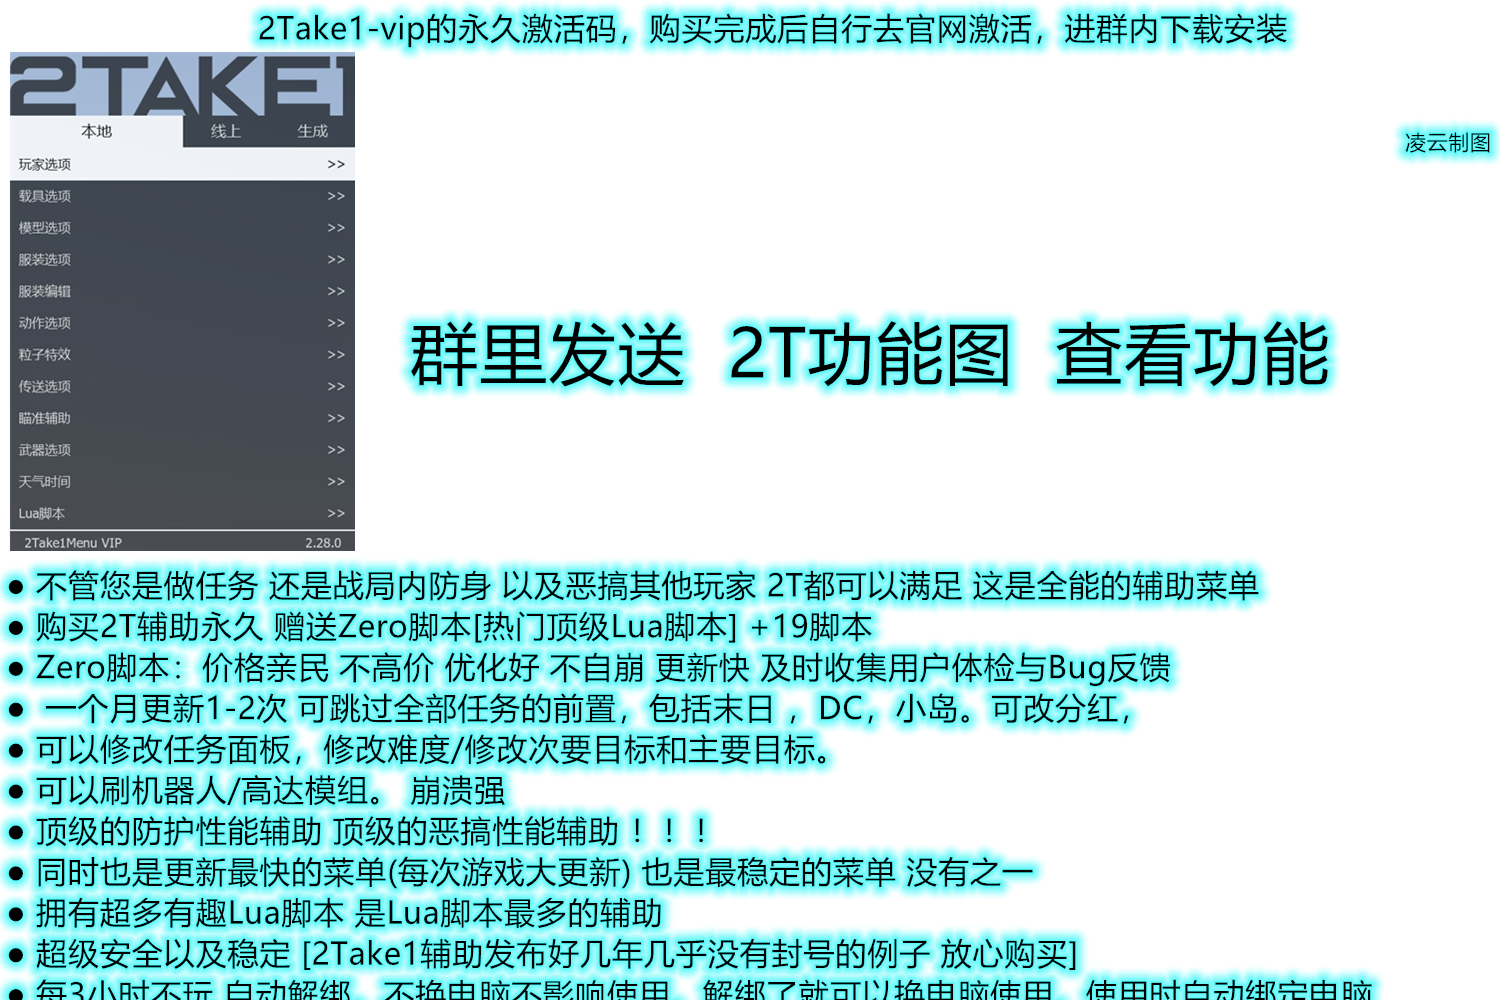 2Take1-vip的永久激活码，购买完成后自行去官网激活，进群内下载安装
2TAKE1
本地 线上 生成
凌云制图
玩家选项 >>
载具选项 >>
模型选项 >>
服装选项 >>
服装编辑 >>
动作选项 >>
粒子特效 >>
传送选项 >>
瞄准辅助 >>
武器选项 >>
天气时间 >>
Lua脚本 >>
2Take1Menu VIP 2.28.0
群里发送 2T功能图 查看功能
● 不管您是做任务 还是战局内防身 以及恶搞其他玩家 2T都可以满足 这是全能的辅助菜单
● 购买2T辅助永久 赠送Zero脚本[热门顶级Lua脚本] +19脚本
● Zero脚本：价格亲民 不高价 优化好 不自崩 更新快 及时收集用户体检与Bug反馈
● 一个月更新1-2次 可跳过全部任务的前置，包括末日 ，DC，小岛。可改分红，
● 可以修改任务面板，修改难度/修改次要目标和主要目标。
● 可以刷机器人/高达模组。 崩溃强
● 顶级的防护性能辅助 顶级的恶搞性能辅助！！！
● 同时也是更新最快的菜单(每次游戏大更新) 也是最稳定的菜单 没有之一
● 拥有超多有趣Lua脚本 是Lua脚本最多的辅助
● 超级安全以及稳定 [2Take1辅助发布好几年几乎没有封号的例子 放心购买]
● 每3小时不玩 自动解绑，不换电脑不影响使用，解绑了就可以换电脑使用，使用时自动绑定电脑